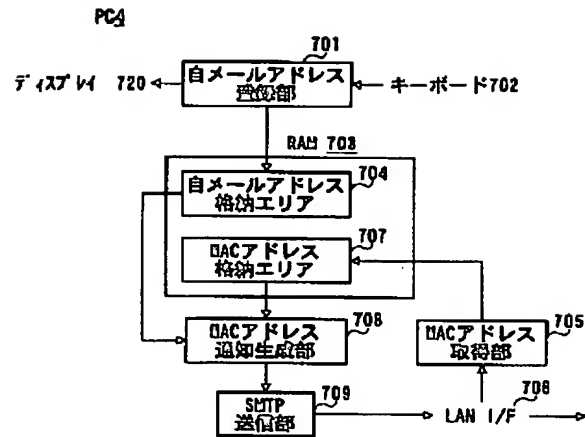 PC4
701
自メールアドレス
登録部
ディスプレイ 720
キーボード702
RAM 703
704
自メールアドレス
格納エリア
707
MACアドレス
格納エリア
708
MACアドレス
通知生成部
705
MACアドレス
取得部
709
SMTP
送信部
706
LAN I/F